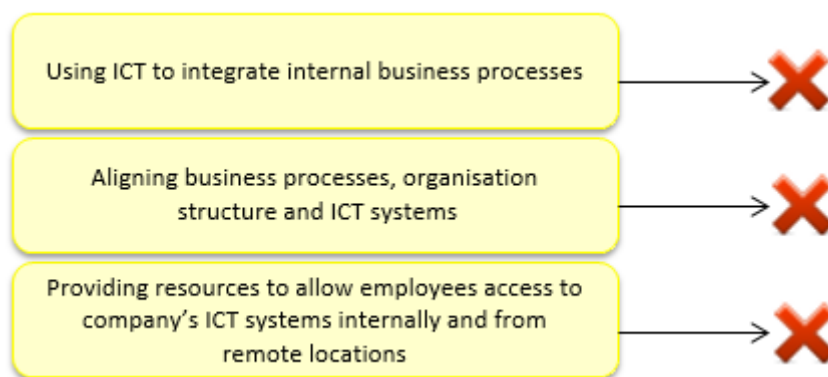 Using ICT to integrate internal business processes
Aligning business processes, organisation
structure and ICT systems
Providing resources to allow employees access to
company's ICT systems internally and from
remote locations